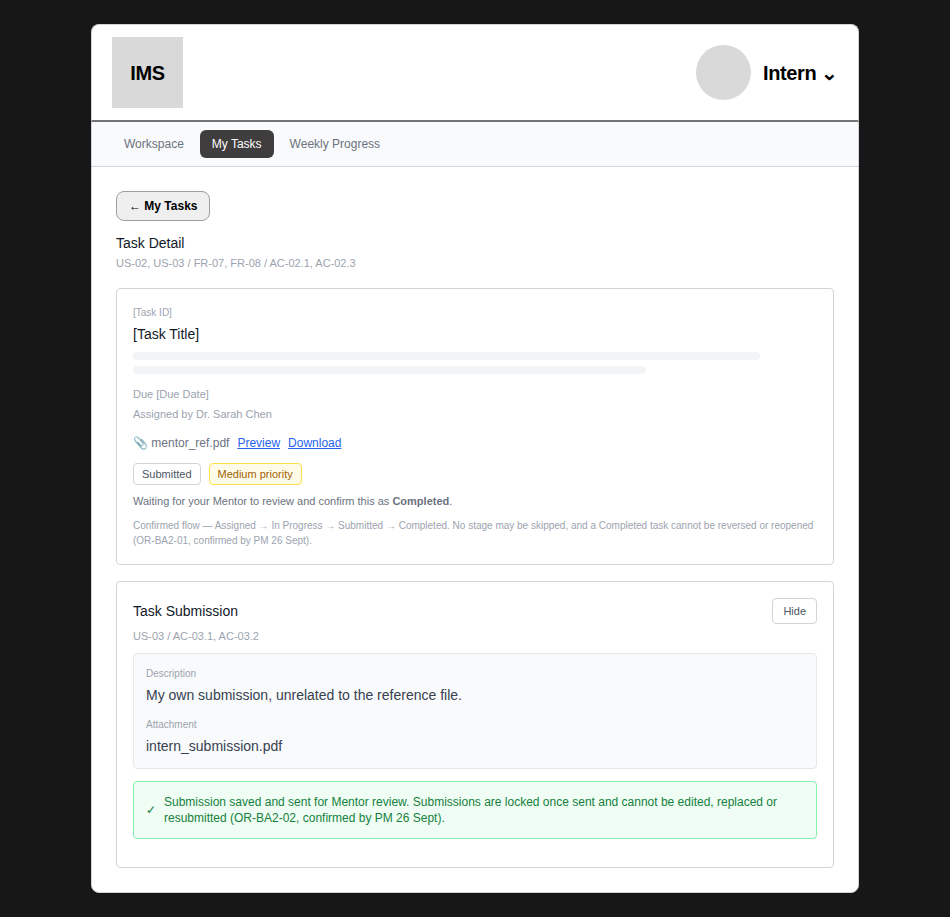 IMS
Intern
Workspace
My Tasks
Weekly Progress
← My Tasks
Task Detail
US-02, US-03 / FR-07, FR-08 / AC-02.1, AC-02.3
[Task ID]
[Task Title]
Due [Due Date]
Assigned by Dr. Sarah Chen
📎 mentor_ref.pdf Preview Download
Submitted
Medium priority
Waiting for your Mentor to review and confirm this as Completed.
Confirmed flow — Assigned → In Progress → Submitted → Completed. No stage may be skipped, and a Completed task cannot be reversed or reopened
(OR-BA2-01, confirmed by PM 26 Sept).
Task Submission
Hide
US-03 / AC-03.1, AC-03.2
Description
My own submission, unrelated to the reference file.
Attachment
intern_submission.pdf
✓ Submission saved and sent for Mentor review. Submissions are locked once sent and cannot be edited, replaced or
resubmitted (OR-BA2-02, confirmed by PM 26 Sept).